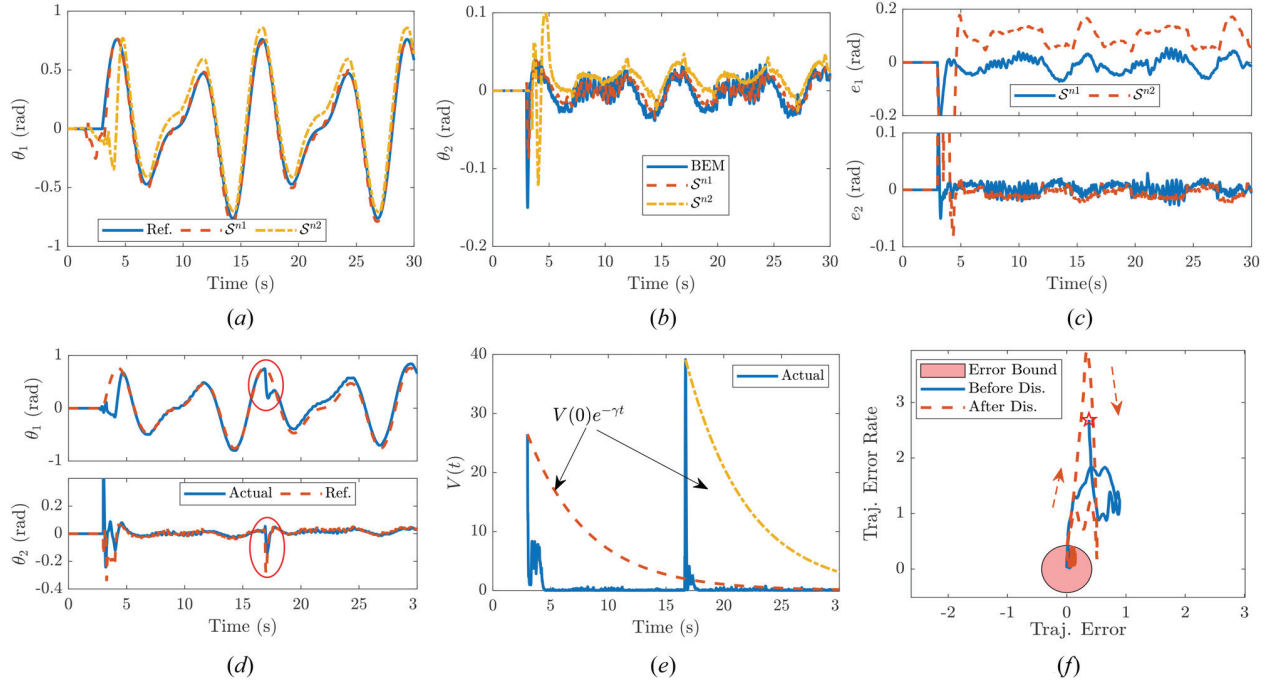 θ₁ (rad)
1
0.5
0
-0.5
-1
Ref. 𝒮ⁿ¹ 𝒮ⁿ²
0 5 10 15 20 25 30
Time (s)
(a)
θ₂ (rad)
0.1
0
-0.1
0.2
BEM
𝒮ⁿ¹
𝒮ⁿ²
0 5 10 15 20 25 30
Time (s)
(b)
e₁ (rad)
0.2
0
-0.2
𝒮ⁿ¹ 𝒮ⁿ²
e₂ (rad)
0.1
0
-0.1
0 5 10 15 20 25 30
Time(s)
(c)
θ₁ (rad)
1
0
-1
θ₂ (rad)
0.2
0
-0.2
0.4
Actual Ref.
0 5 10 15 20 25 3
Time (s)
(d)
V(t)
40
30
20
10
0
Actual
V(0)e^{-γt}
0 5 10 15 20 25 3
Time (s)
(e)
Traj. Error Rate
3
2
1
0
Error Bound
Before Dis.
After Dis.
-2 -1 0 1 2 3
Traj. Error
(f)